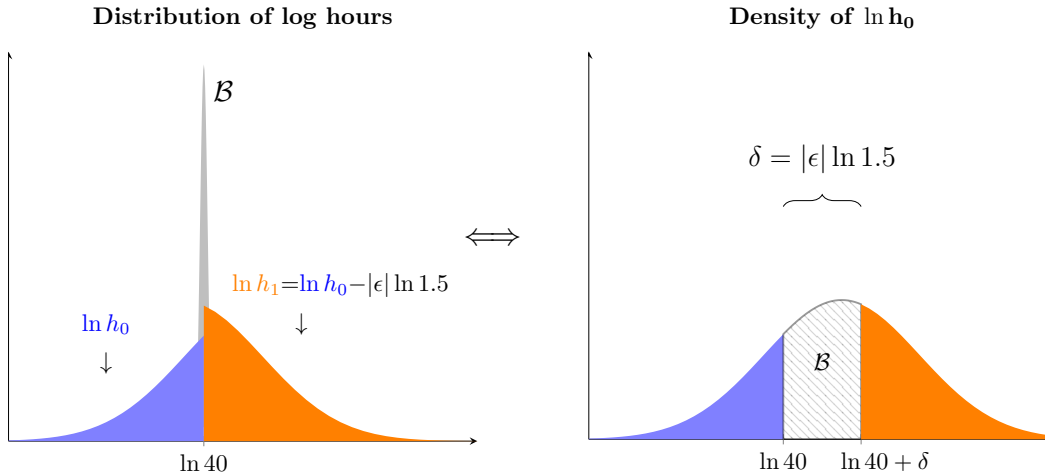 Distribution of log hours
ℬ
ln h₁=ln h₀−|ϵ| ln 1.5
↓
ln h₀
↓
ln 40
⟺
Density of ln h₀
δ = |ϵ| ln 1.5
ℬ
ln 40
ln 40 + δ